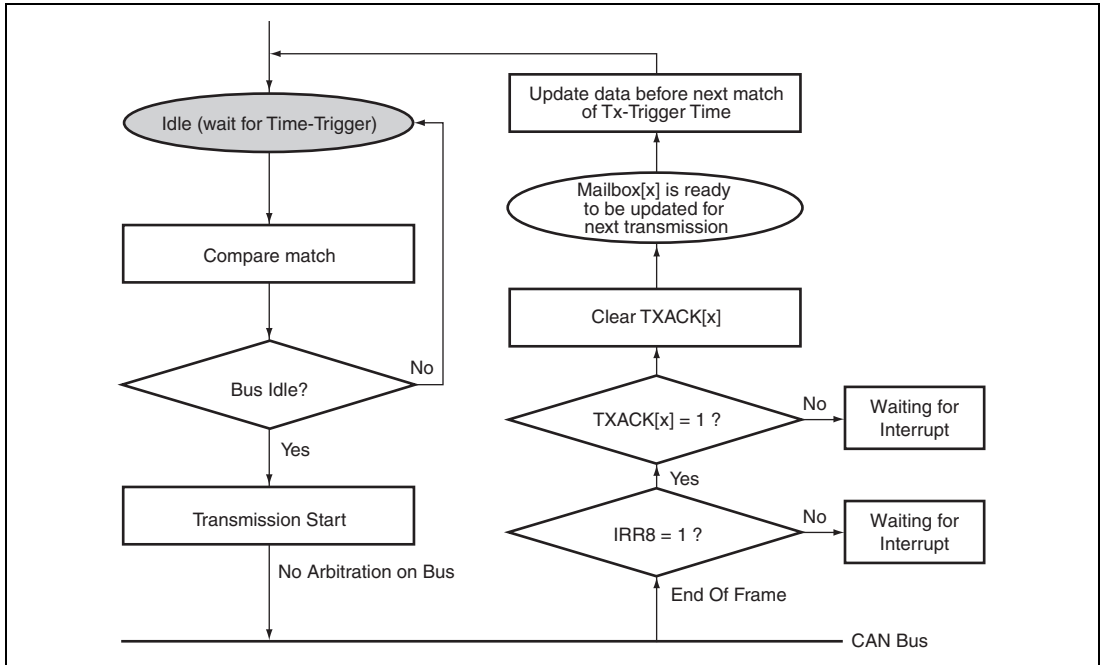 Idle (wait for Time-Trigger)
Compare match
Bus Idle?
No
Yes
Transmission Start
No Arbitration on Bus
Update data before next match
of Tx-Trigger Time
Mailbox[x] is ready
to be updated for
next transmission
Clear TXACK[x]
TXACK[x] = 1 ?
No
Waiting for
Interrupt
Yes
IRR8 = 1 ?
No
Waiting for
Interrupt
End Of Frame
CAN Bus